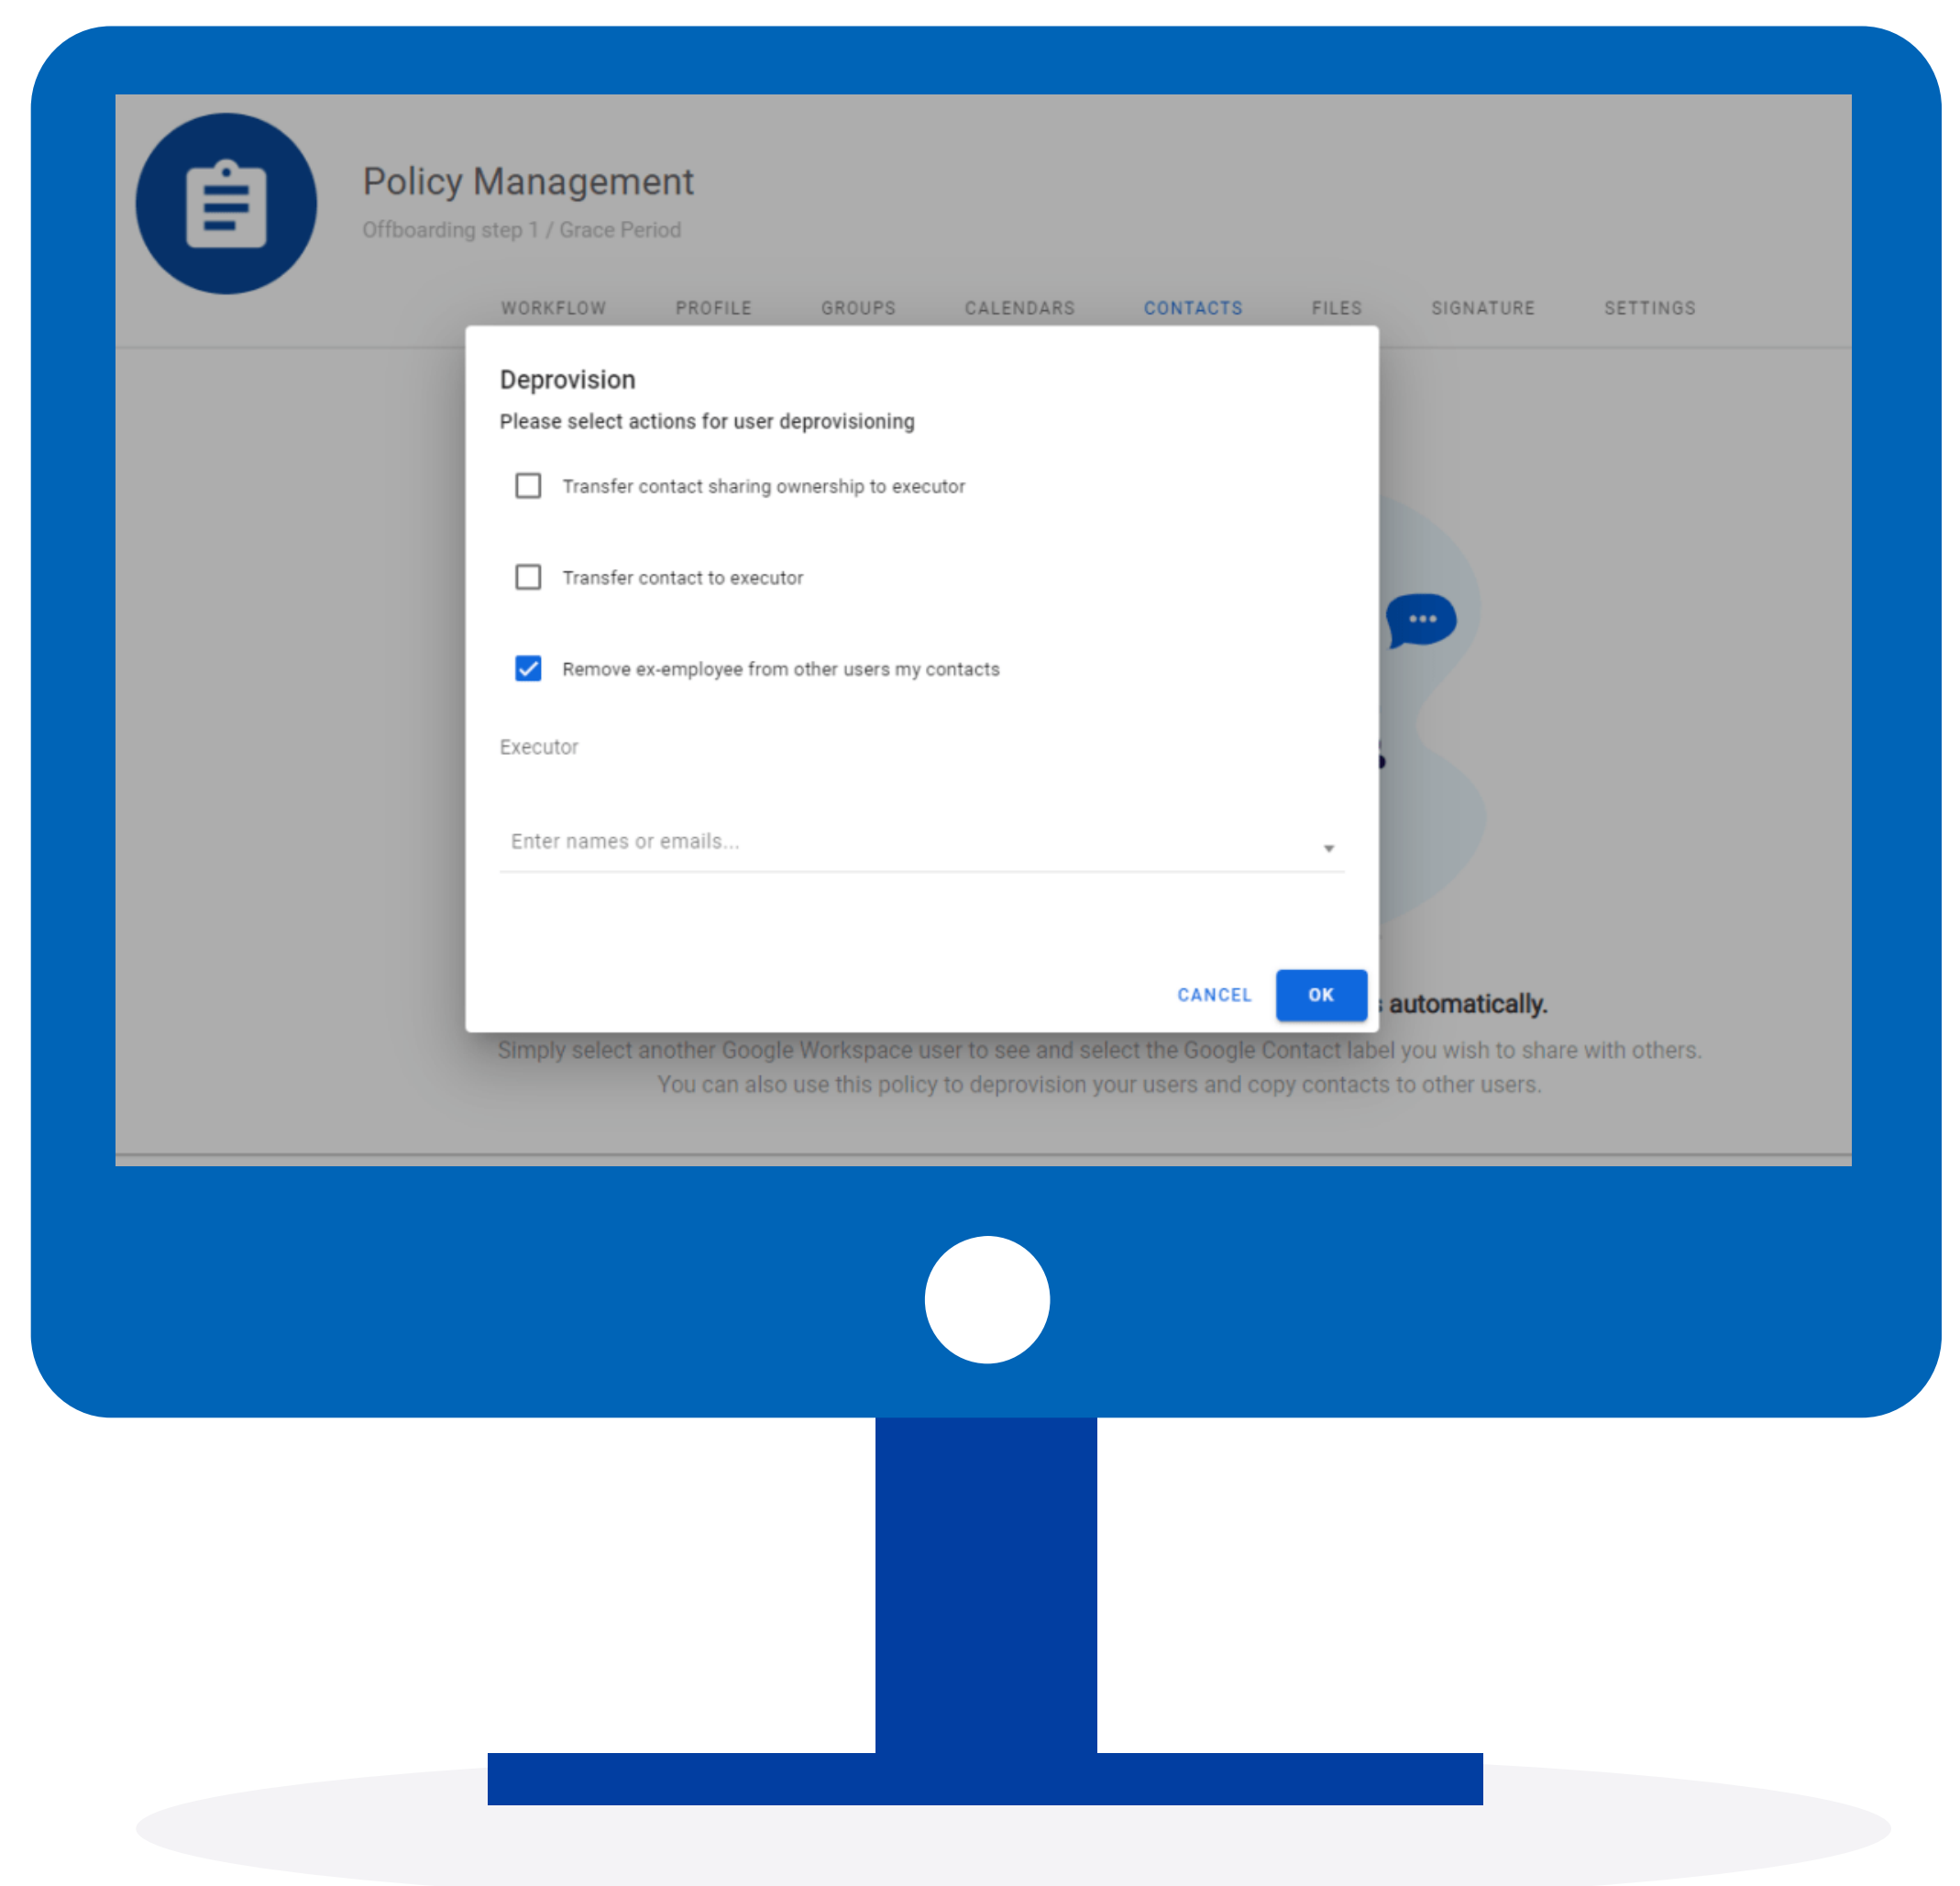 Policy Management
Offboarding step 1 / Grace Period
WORKFLOW PROFILE GROUPS CALENDARS CONTACTS FILES SIGNATURE SETTINGS
Deprovision
Please select actions for user deprovisioning
Transfer contact sharing ownership to executor
Transfer contact to executor
Remove ex-employee from other users my contacts
Executor
Enter names or emails...
CANCEL OK
automatically.
Simply select another Google Workspace user to see and select the Google Contact label you wish to share with others.
You can also use this policy to deprovision your users and copy contacts to other users.